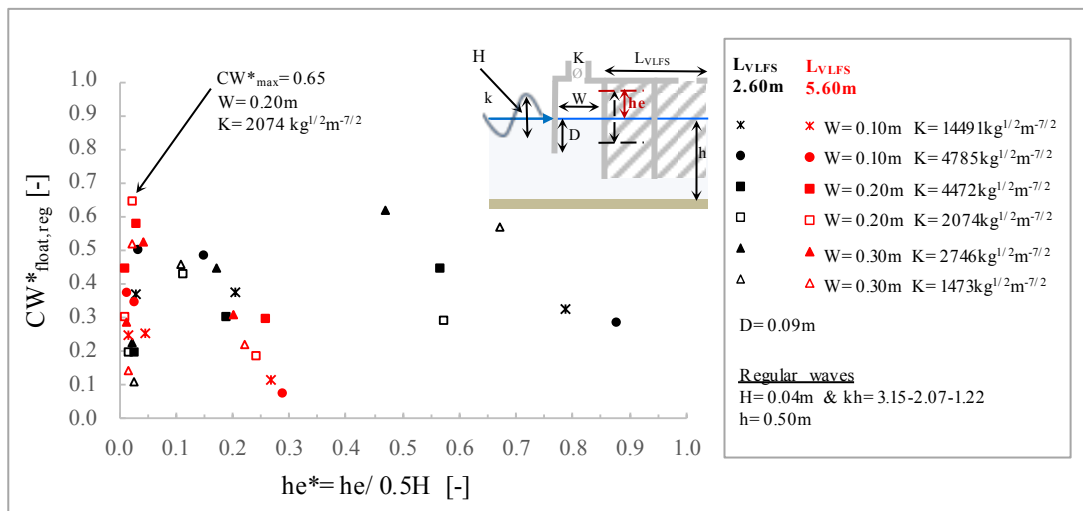 CW*float,reg [-]
1.0
0.9
0.8
0.7
0.6
0.5
0.4
0.3
0.2
0.1
0.0
0.0 0.1 0.2 0.3 0.4 0.5 0.6 0.7 0.8 0.9 1.0
he*= he/ 0.5H [-]
CW*max= 0.65
W= 0.20m
K= 2074 kg1/2m-7/2
H
K
Ø
LVLFS
k
W
he
D
h
LVLFS LVLFS
2.60m 5.60m
W= 0.10m K= 14491kg1/2m-7/2
W= 0.10m K= 4785kg1/2m-7/2
W= 0.20m K= 4472kg1/2m-7/2
W= 0.20m K= 2074kg1/2m-7/2
W= 0.30m K= 2746kg1/2m-7/2
W= 0.30m K= 1473kg1/2m-7/2
D= 0.09m
Regular waves
H= 0.04m & kh= 3.15-2.07-1.22
h= 0.50m